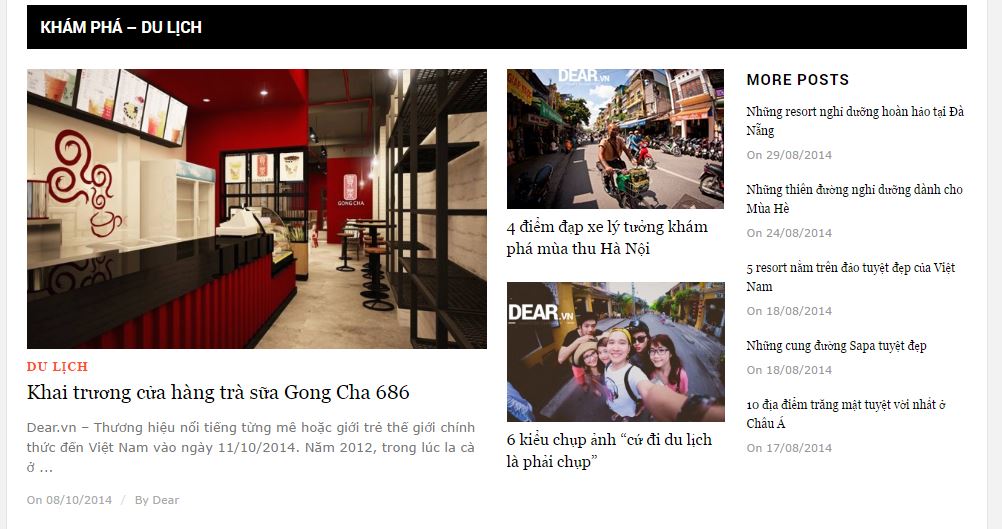 KHÁM PHÁ – DU LỊCH
GONG CHA
DU LỊCH
Khai trương cửa hàng trà sữa Gong Cha 686
Dear.vn – Thương hiệu nổi tiếng từng mê hoặc giới trẻ thế giới chính
thức đến Việt Nam vào ngày 11/10/2014. Năm 2012, trong lúc la cà
ở ...
On 08/10/2014 / By Dear
DEAR.VN
4 điểm đạp xe lý tưởng khám
phá mùa thu Hà Nội
DEAR.VN
6 kiểu chụp ảnh “cứ đi du lịch
là phải chụp”
MORE POSTS
Những resort nghỉ dưỡng hoàn hảo tại Đà
Nẵng
On 29/08/2014
Những thiên đường nghỉ dưỡng dành cho
Mùa Hè
On 24/08/2014
5 resort nằm trên đảo tuyệt đẹp của Việt
Nam
On 18/08/2014
Những cung đường Sapa tuyệt đẹp
On 18/08/2014
10 địa điểm trăng mật tuyệt vời nhất ở
Châu Á
On 17/08/2014